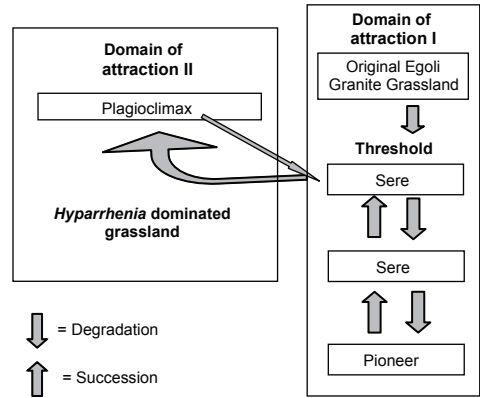 Domain of
attraction II
Plagioclimax
Hyparrhenia dominated
grassland
Domain of
attraction I
Original Egoli
Granite Grassland
Threshold
Sere
Sere
Pioneer
= Degradation
= Succession